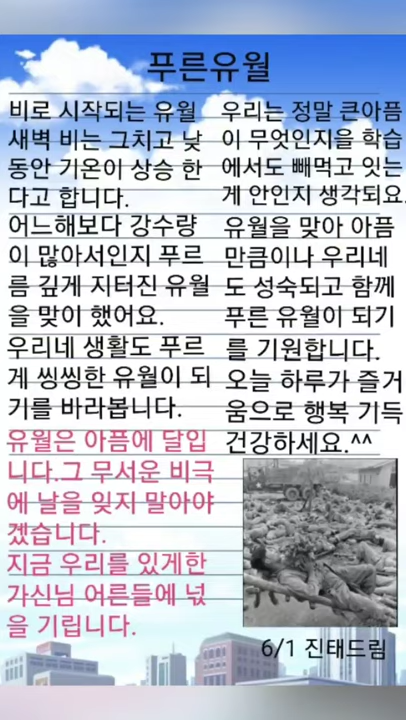 푸른유월
비로 시작되는 유월
새벽 비는 그치고 낮
동안 기온이 상승 한
다고 합니다.
어느해보다 강수량
이 많아서인지 푸르
름 깊게 지터진 유월
을 맞이 했어요.
우리네 생활도 푸르
게 씽씽한 유월이 되
기를 바라봅니다.
유월은 아픔에 달입
니다.그 무서운 비극
에 날을 잊지 말아야
겠습니다.
지금 우리를 있게한
가신님 어른들에 넋
을 기립니다.
우리는 정말 큰아픔
이 무엇인지을 학습
에서도 빼먹고 잇는
게 안인지 생각되요.
유월을 맞아 아픔
만큼이나 우리네
도 성숙되고 함께
푸른 유월이 되기
를 기원합니다.
오늘 하루가 즐거
움으로 행복 기득
건강하세요.^^
6/1 진태드림